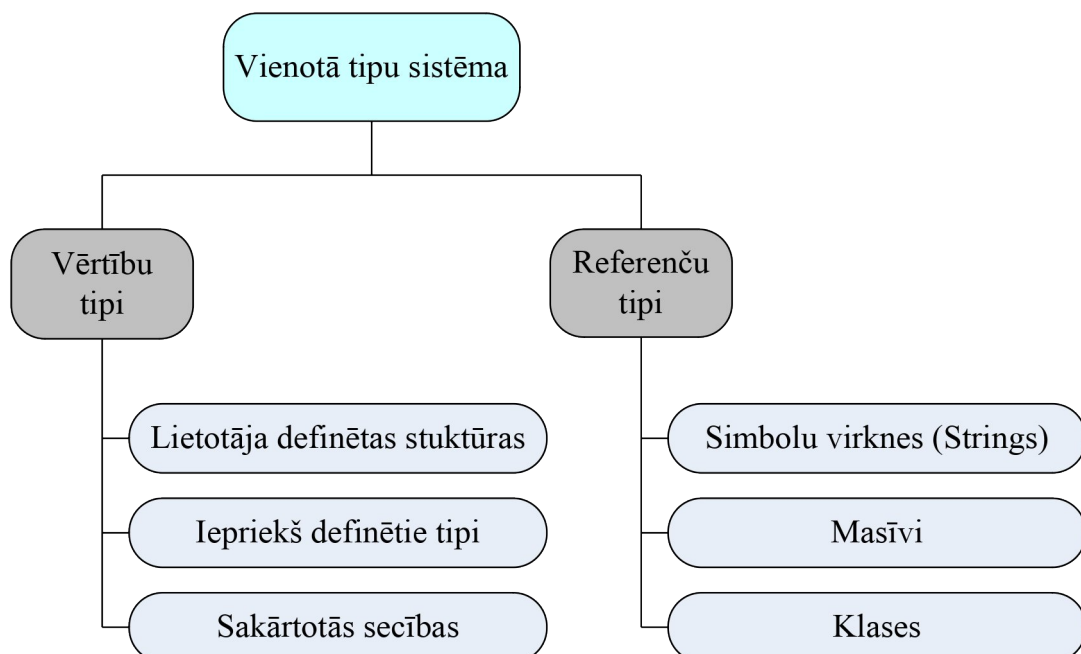 Vienotā tipu sistēma
Vērtību
tipi
Referenču
tipi
Lietotāja definētas stuktūras
Simbolu virknes (Strings)
Iepriekš definētie tipi
Masīvi
Sakārtotās secības
Klases